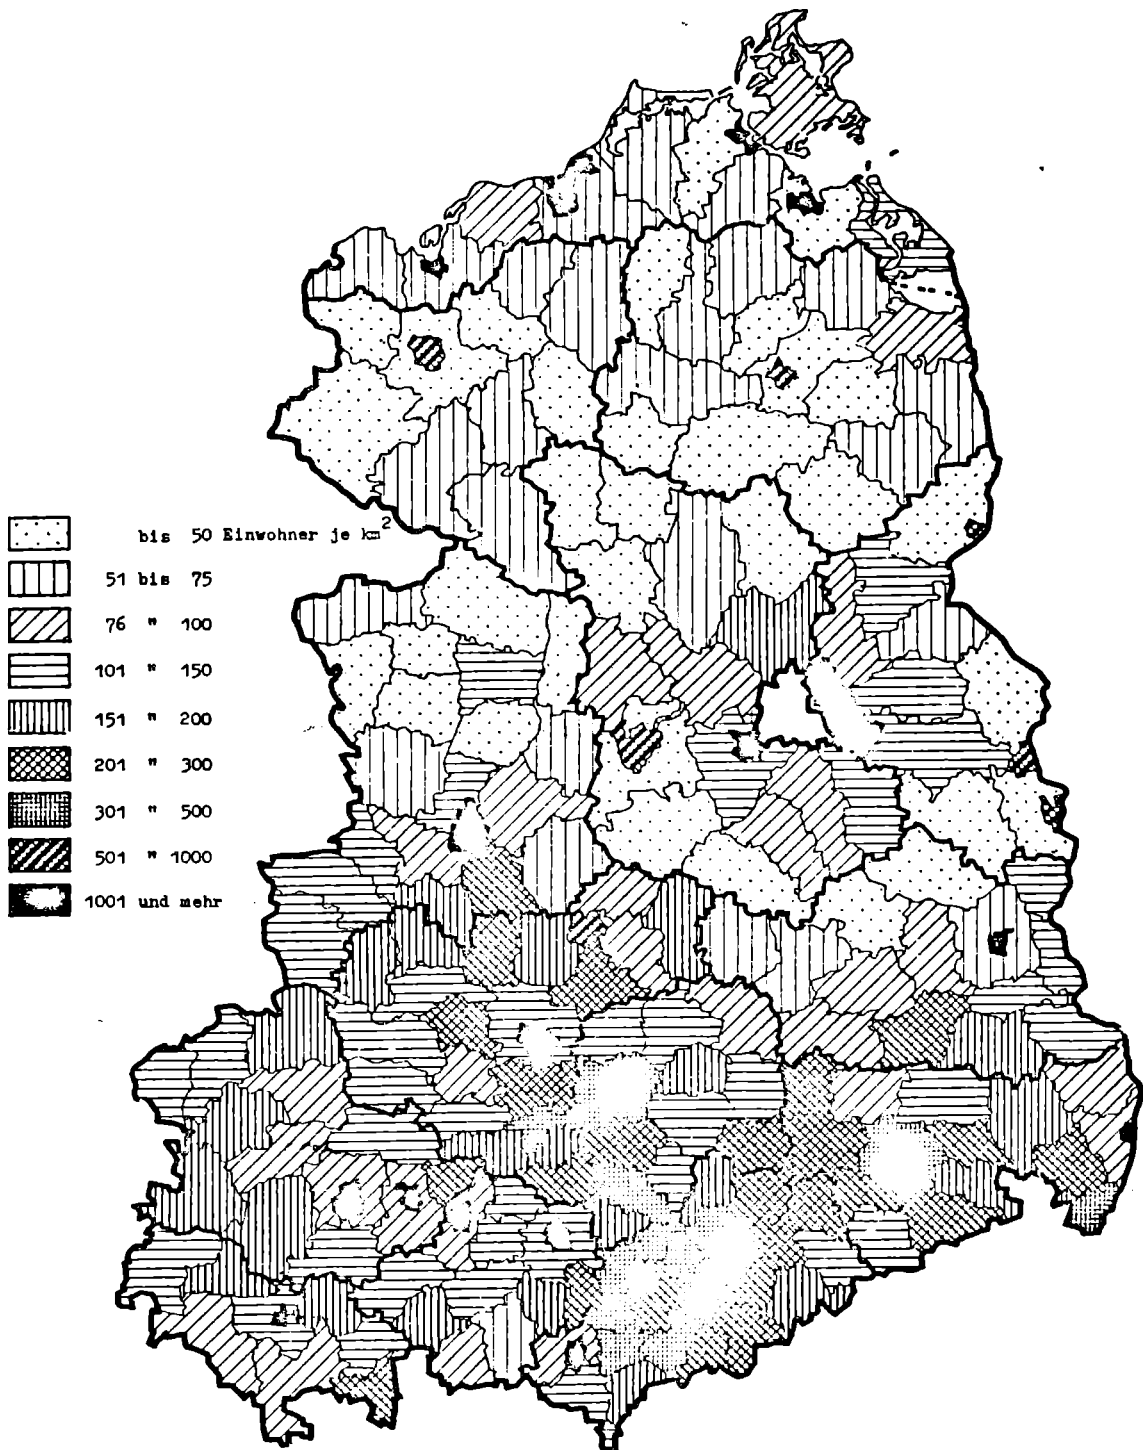 bis 50 Einwohner je km²
51 bis 75
76 " 100
101 " 150
151 " 200
201 " 300
301 " 500
501 " 1000
1001 und mehr